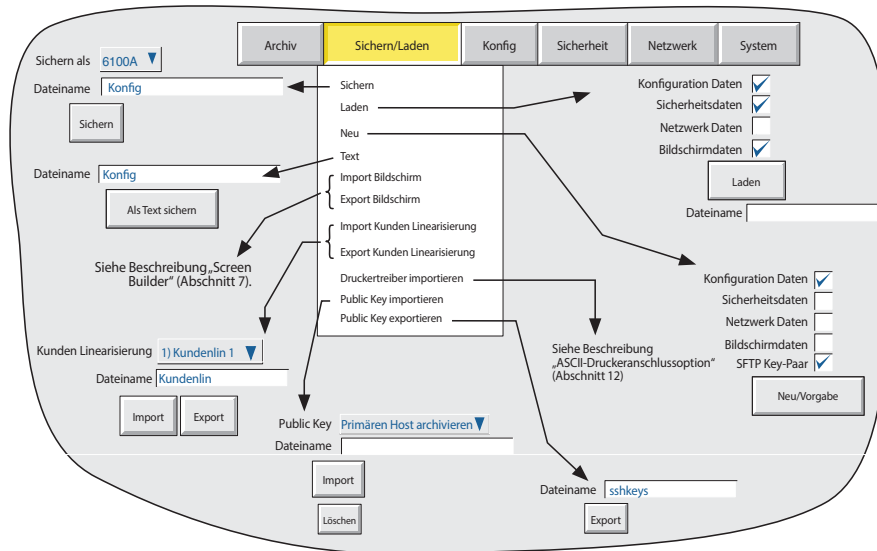 Archiv
Sichern/Laden
Konfig
Sicherheit
Netzwerk
System
Sichern als 6100A
Dateiname Konfig
Sichern
Dateiname Konfig
Als Text sichern
Sichern
Laden
Neu
Text
Import Bildschirm
Export Bildschirm
Import Kunden Linearisierung
Export Kunden Linearisierung
Druckertreiber importieren
Public Key importieren
Public Key exportieren
Konfiguration Daten
Sicherheitsdaten
Netzwerk Daten
Bildschirmdaten
Laden
Dateiname
Siehe Beschreibung „Screen
Builder“ (Abschnitt 7).
Kunden Linearisierung 1) Kundenlin 1
Dateiname Kundenlin
Import
Export
Siehe Beschreibung
„ASCII-Druckeranschlussoption“
(Abschnitt 12)
Konfiguration Daten
Sicherheitsdaten
Netzwerk Daten
Bildschirmdaten
SFTP Key-Paar
Neu/Vorgabe
Public Key Primären Host archivieren
Dateiname
Import
Löschen
Dateiname sshkeys
Export